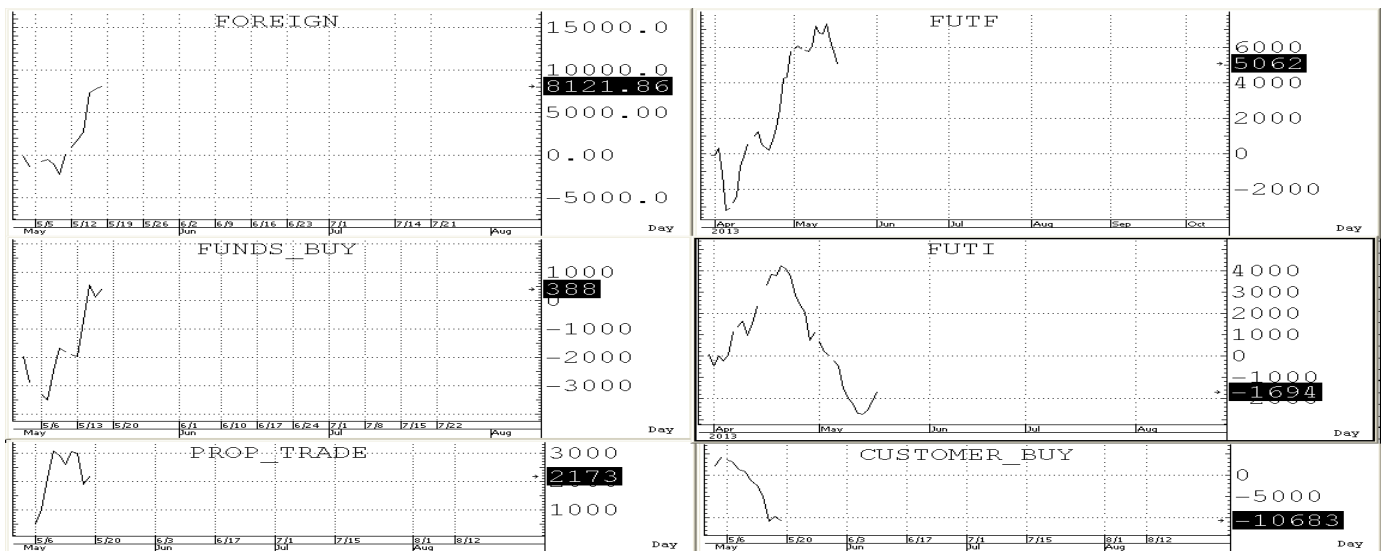 FOREIGN
15000.0
10000.0
8121.86
5000.00
0.00
-5000.0
5/5 5/12 5/19 5/26 6/2 6/9 6/16 6/23 7/1 7/14 7/21
May Jun Jul Aug
Day
FUTF
6000
5062
4000
2000
0
-2000
Apr May Jun Jul Aug Sep Oct
2013
Day
FUNDS_BUY
1000
388
0
-1000
-2000
-3000
5/6 5/13 5/20 6/1 6/10 6/17 6/24 7/1 7/8 7/15 7/22
May Jun Jul Aug
Day
FUTI
4000
3000
2000
1000
0
-1000
-1694
-2000
Apr May Jun Jul Aug
2013
Day
PROP_TRADE
3000
2173
1000
5/6 5/20 6/3 6/17 7/1 7/15 8/1 8/12
May Jun Jul Aug
Day
CUSTOMER_BUY
0
-5000
-10683
5/6 5/20 6/3 6/17 7/1 7/15 8/1 8/12
May Jun Jul Aug
Day